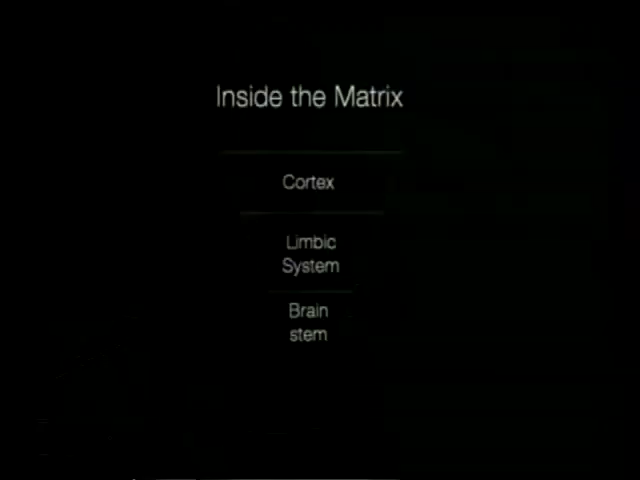 Inside the Matrix
Cortex
Limbic
System
Brain
stem